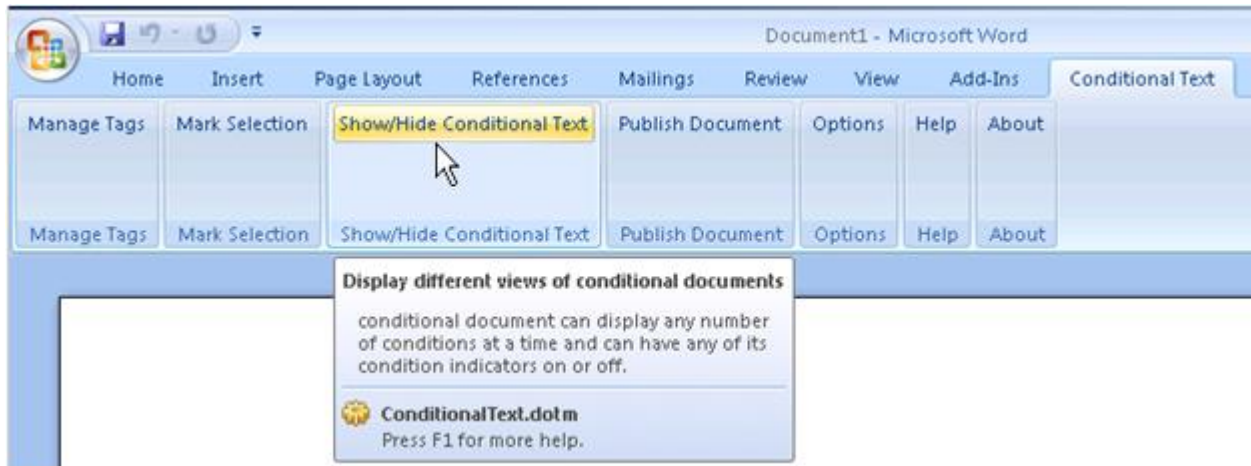 Document1 - Microsoft Word
Home Insert Page Layout References Mailings Review View Add-Ins Conditional Text
Manage Tags Mark Selection Show/Hide Conditional Text Publish Document Options Help About
Manage Tags Mark Selection Show/Hide Conditional Text Publish Document Options Help About
Display different views of conditional documents
conditional document can display any number
of conditions at a time and can have any of its
condition indicators on or off.
ConditionalText.dotm
Press F1 for more help.